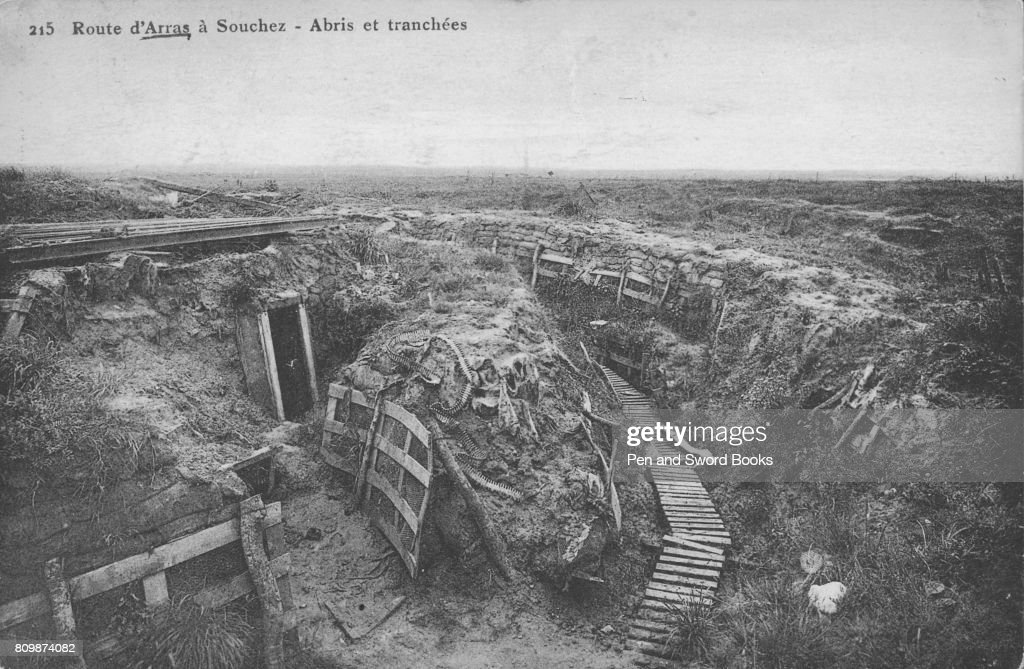 215 Route d'Arras à Souchez - Abris et tranchées
gettyimages
Pen and Sword Books
809874082